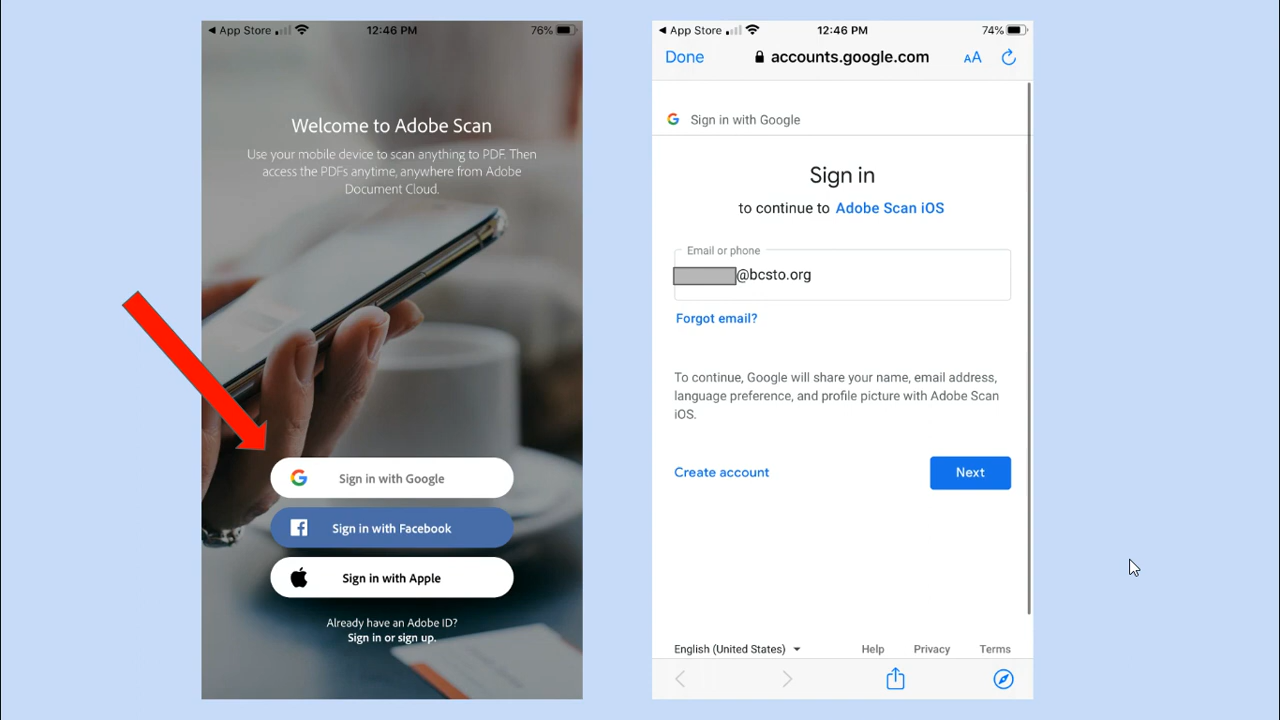 App Store
12:46 PM
76%
Welcome to Adobe Scan
Use your mobile device to scan anything to PDF. Then
access the PDFs anytime, anywhere from Adobe
Document Cloud.
Sign in with Google
Sign in with Facebook
Sign in with Apple
Already have an Adobe ID?
Sign in or sign up.
App Store
12:46 PM
74%
Done
accounts.google.com
AA
Sign in with Google
Sign in
to continue to Adobe Scan iOS
Email or phone
@bcsto.org
Forgot email?
To continue, Google will share your name, email address,
language preference, and profile picture with Adobe Scan
iOS.
Create account
Next
English (United States)
Help
Privacy
Terms